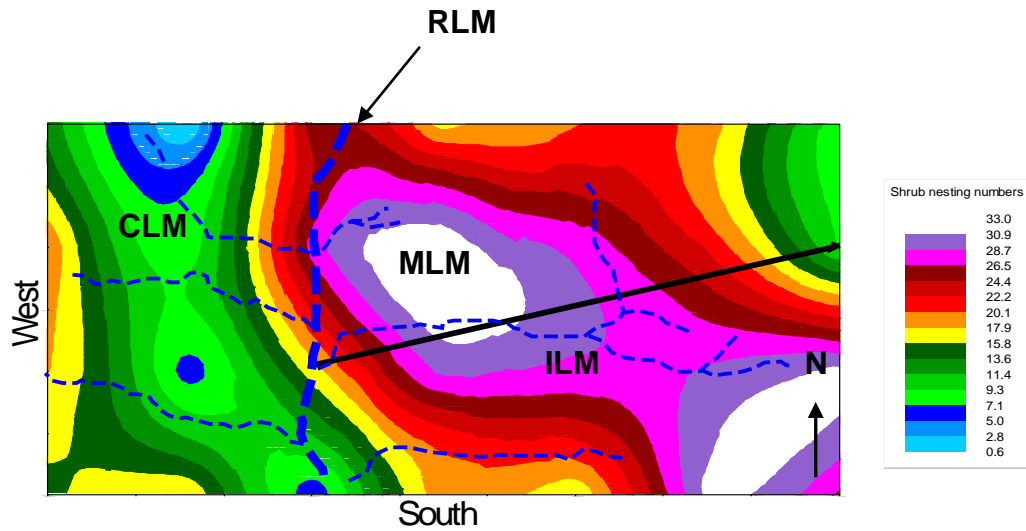 RLM
CLM
MLM
ILM
N
West
South
Shrub nesting numbers
33.0
30.9
28.7
26.5
24.4
22.2
20.1
17.9
15.8
13.6
11.4
9.3
7.1
5.0
2.8
0.6